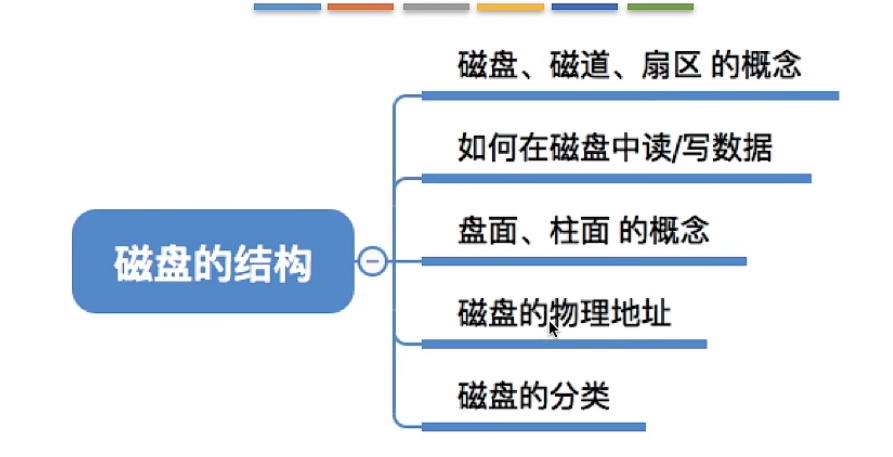 磁盘、磁道、扇区 的概念
如何在磁盘中读/写数据
盘面、柱面 的概念
磁盘的结构
磁盘的物理地址
磁盘的分类